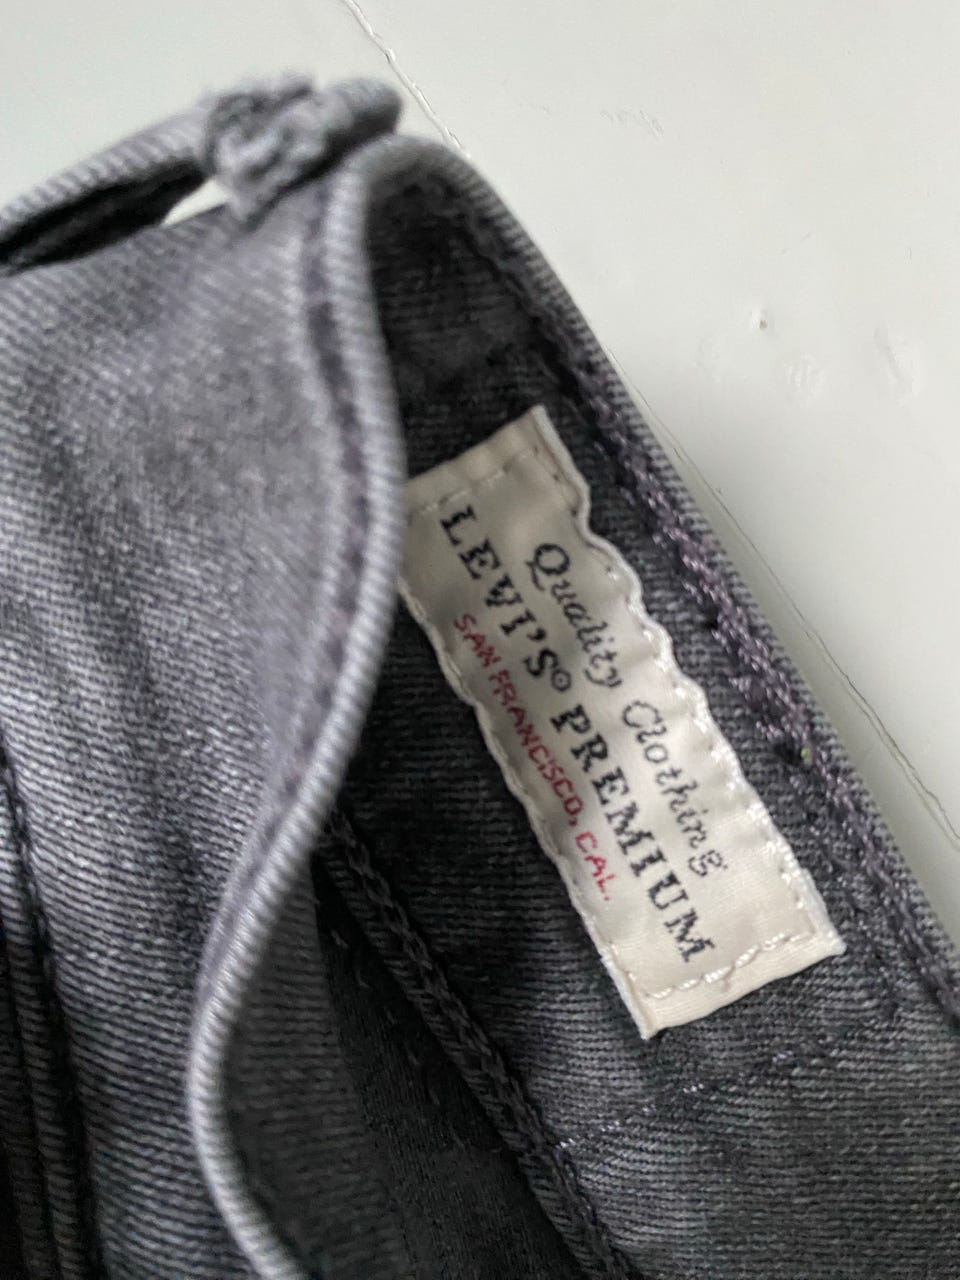 Quality Clothing
LEVI'S® PREMIUM
SAN FRANCISCO, CAL.